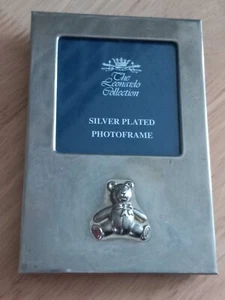 The
Leonardo
Collection
SILVER PLATED
PHOTOFRAME